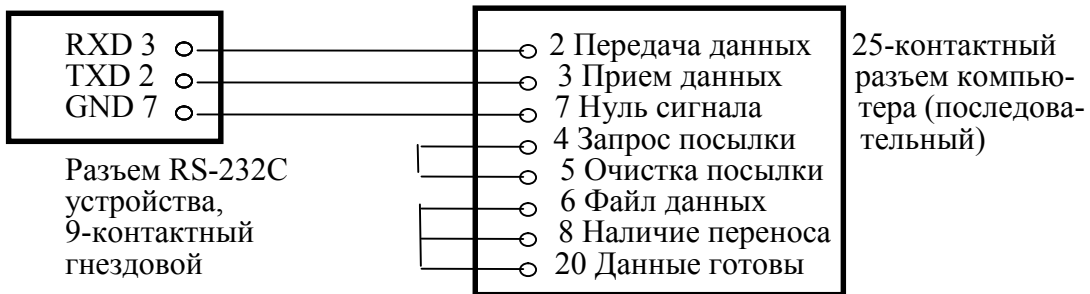 RXD 3
TXD 2
GND 7
Разъем RS-232C
устройства,
9-контактный
гнездовой
2 Передача данных
3 Прием данных
7 Нуль сигнала
4 Запрос посылки
5 Очистка посылки
6 Файл данных
8 Наличие переноса
20 Данные готовы
25-контактный
разъем компью-
тера (последова-
тельный)